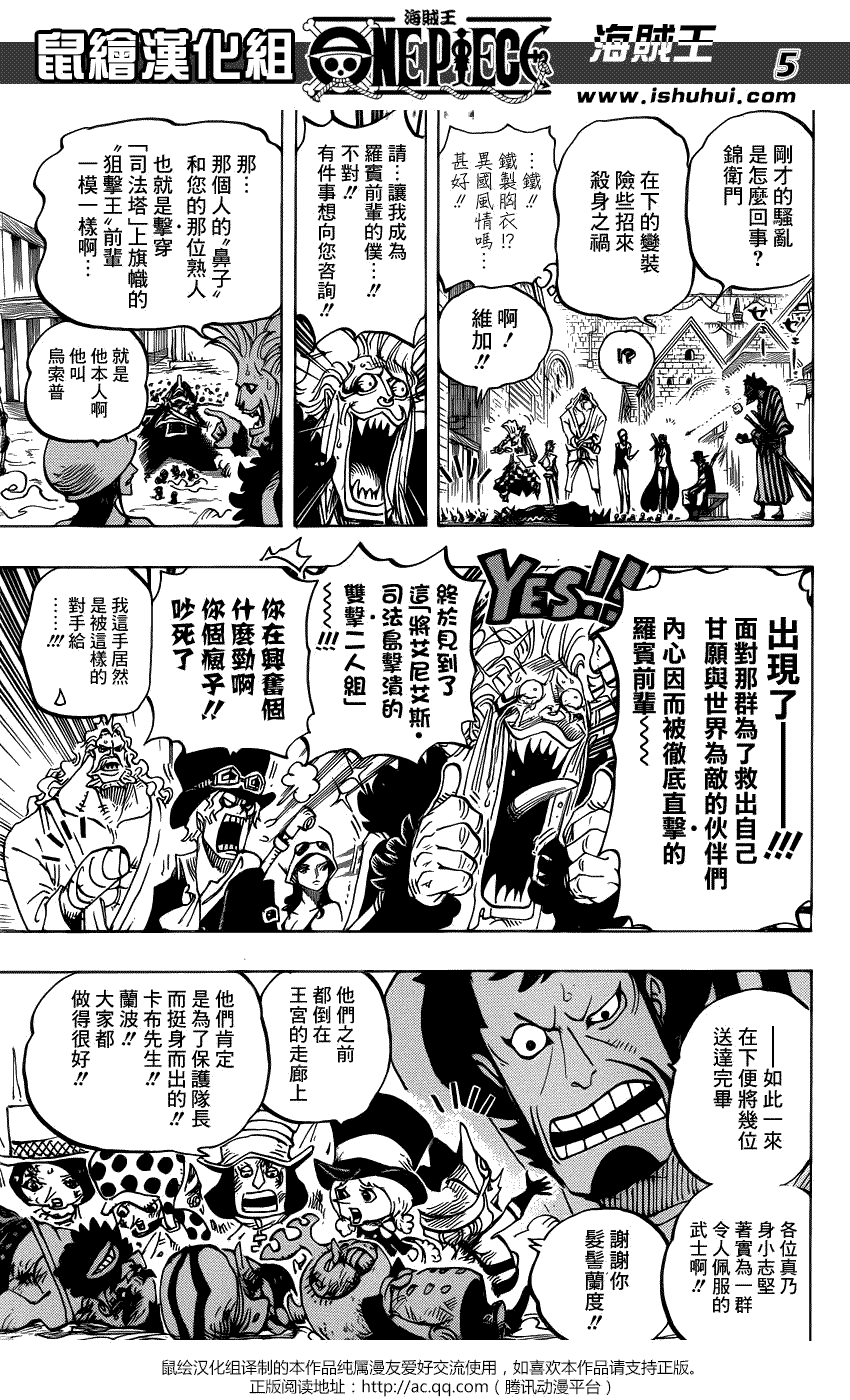 鼠繪漢化组
海賊王
ONE PIECE
海賊王
5
www.ishuhui.com
剛才的騷亂
是怎麼回事?
錦衛門
在下的變裝
險些招來
殺身之禍
…鐵!!
鐵製胸衣!?
異國風情嗎…
甚好!!
啊!
維加!!
!?
ゼェ
ゼェ
請…讓我成為
羅賓前輩的僕…!!
不對!!
有件事想向您咨詢!!
那…
那個人的“鼻子”
和您的那位熟人
也就是擊穿
「司法塔」上旗幟的
“狙擊王”前輩
一模一樣啊…
就是
他本人啊
他叫
烏索普
出現了——!!!
面對那群為了救出自己
甘願與世界為敵的伙伴們
內心因而被徹底直擊的
羅賓前輩~~
YES!!
終於見到了
這「將艾尼艾斯·
司法島擊潰的
雙擊二人組」
~~!!!
你在興奮個
什麼勁啊
你個瘋子!!
吵死了
我這手居然
是被這樣的
對手給
——如此一來
在下便將幾位
送達完畢
各位真乃
身小志堅
著實為一群
令人佩服的
武士啊!!
謝謝你
髮髻蘭度!!
他們之前
都倒在
王宮的走廊上
他們肯定
是為了保護隊長
而挺身而出的!!
卡布先生!!
蘭波!!
大家都
做得很好!!
鼠绘汉化组译制的本作品纯属漫友爱好交流使用，如喜欢本作品请支持正版。
正版阅读地址：http://ac.qq.com（腾讯动漫平台）